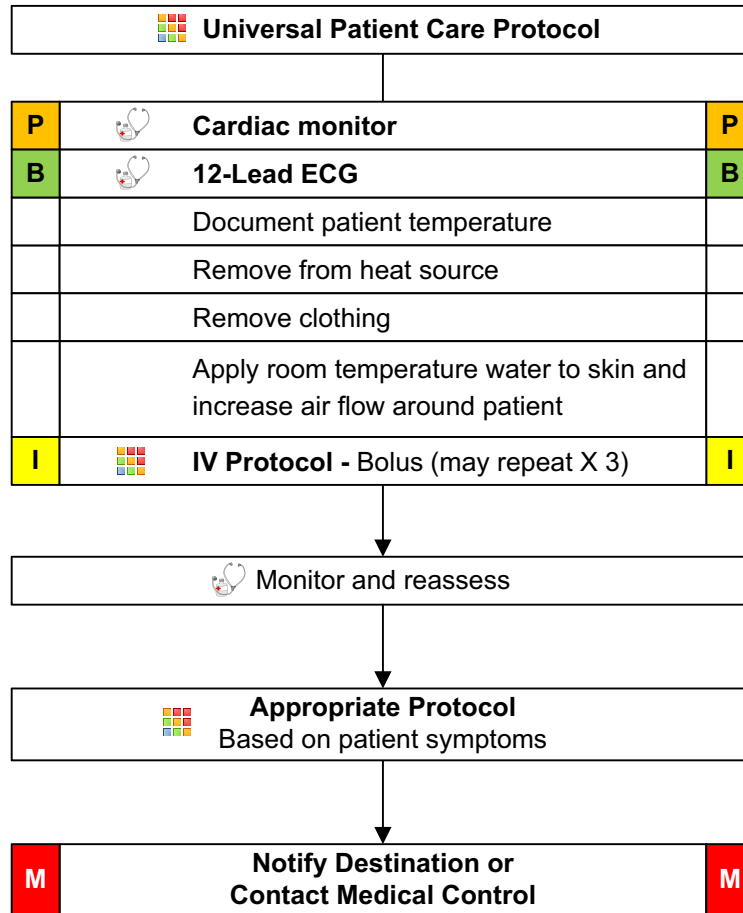 Universal Patient Care Protocol
P Cardiac monitor P
B 12-Lead ECG B
Document patient temperature
Remove from heat source
Remove clothing
Apply room temperature water to skin and
increase air flow around patient
I IV Protocol - Bolus (may repeat X 3) I
Monitor and reassess
Appropriate Protocol
Based on patient symptoms
M Notify Destination or M
Contact Medical Control